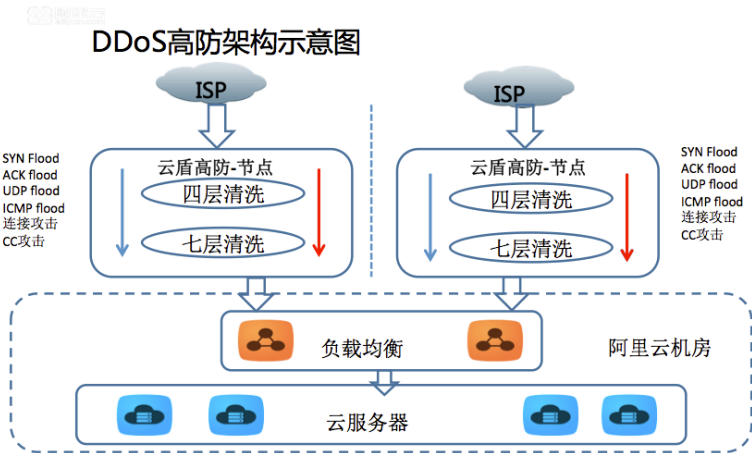 DDoS高防架构示意图
ISP
ISP
SYN Flood
ACK flood
UDP flood
ICMP flood
连接攻击
CC攻击
云盾高防-节点
四层清洗
七层清洗
云盾高防-节点
四层清洗
七层清洗
SYN Flood
ACK flood
UDP flood
ICMP flood
连接攻击
CC攻击
负载均衡
阿里云机房
云服务器